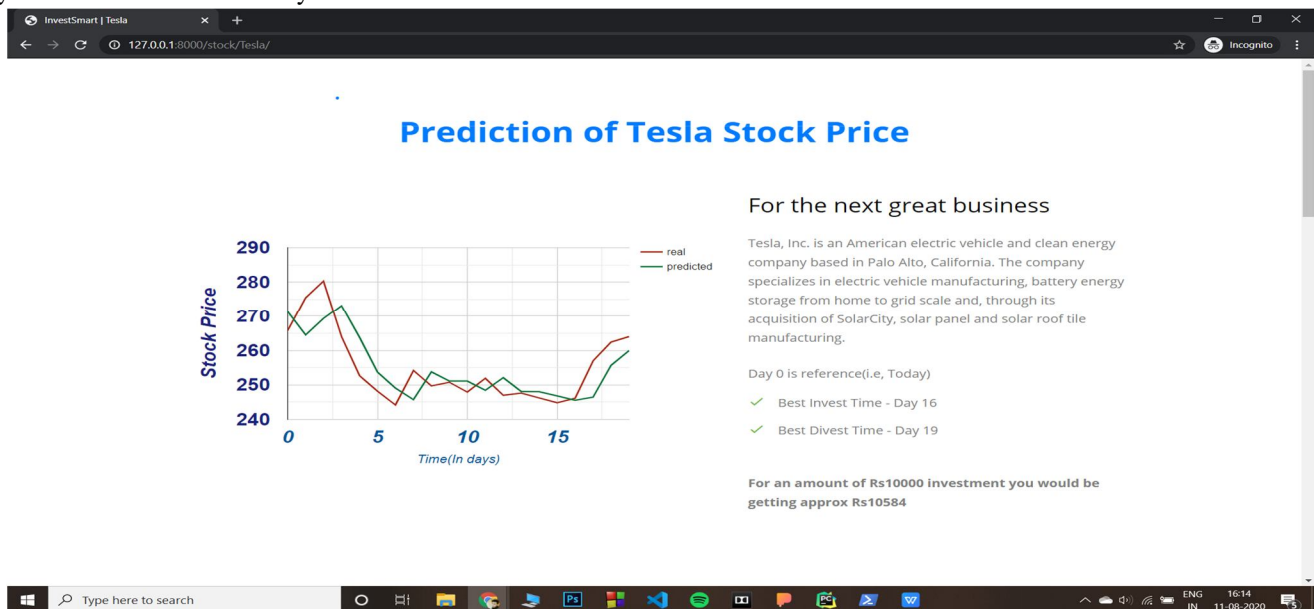 InvestSmart | Tesla
127.0.0.1:8000/stock/Tesla/
Incognito
Prediction of Tesla Stock Price
290
280
270
260
250
240
Stock Price
0 5 10 15
Time(In days)
real
predicted
For the next great business
Tesla, Inc. is an American electric vehicle and clean energy
company based in Palo Alto, California. The company
specializes in electric vehicle manufacturing, battery energy
storage from home to grid scale and, through its
acquisition of SolarCity, solar panel and solar roof tile
manufacturing.
Day 0 is reference(i.e, Today)
Best Invest Time - Day 16
Best Divest Time - Day 19
For an amount of Rs10000 investment you would be
getting approx Rs10584
Type here to search
Ps
PC
ENG
IN
16:14
11-08-2020
5